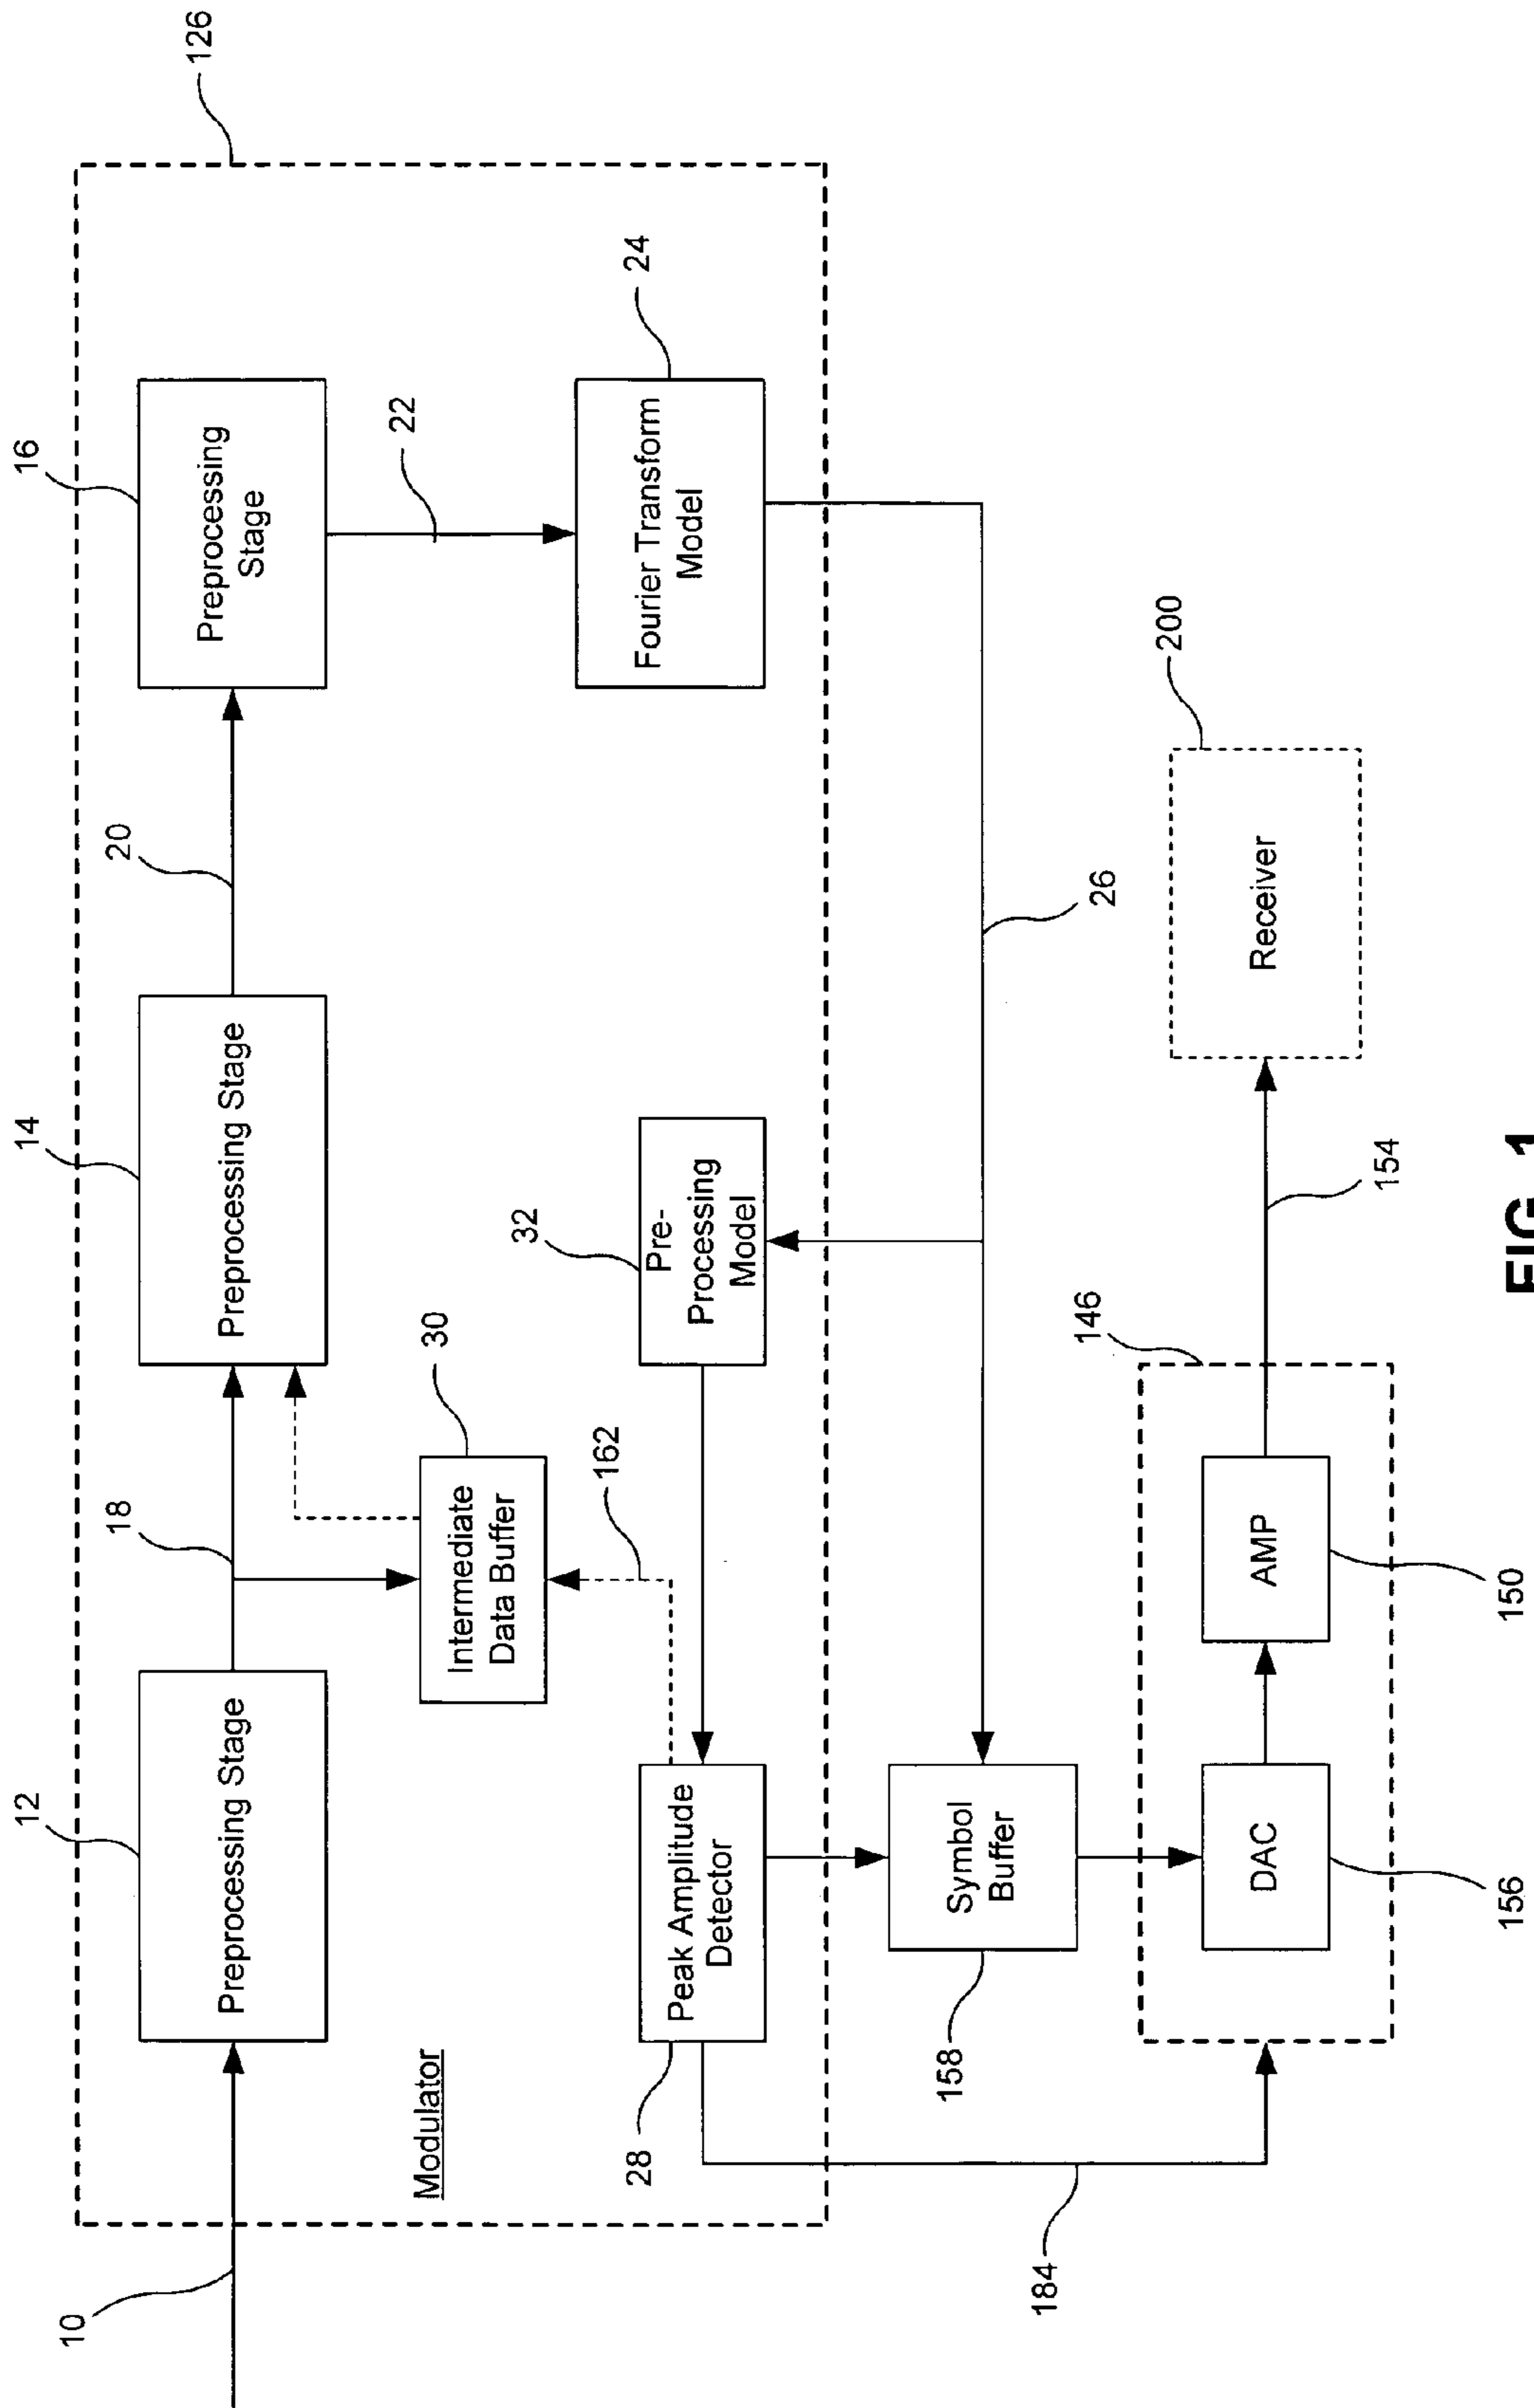 126
16
Preprocessing
Stage
22
24
Fourier Transform
Model
20
14
Preprocessing Stage
18
12
Preprocessing Stage
10
30
Intermediate
Data Buffer
162
32
Pre-
Processing
Model
26
Modulator
28
Peak Amplitude
Detector
158
Symbol
Buffer
184
146
DAC
156
AMP
150
154
Receiver
200
FIG. 1